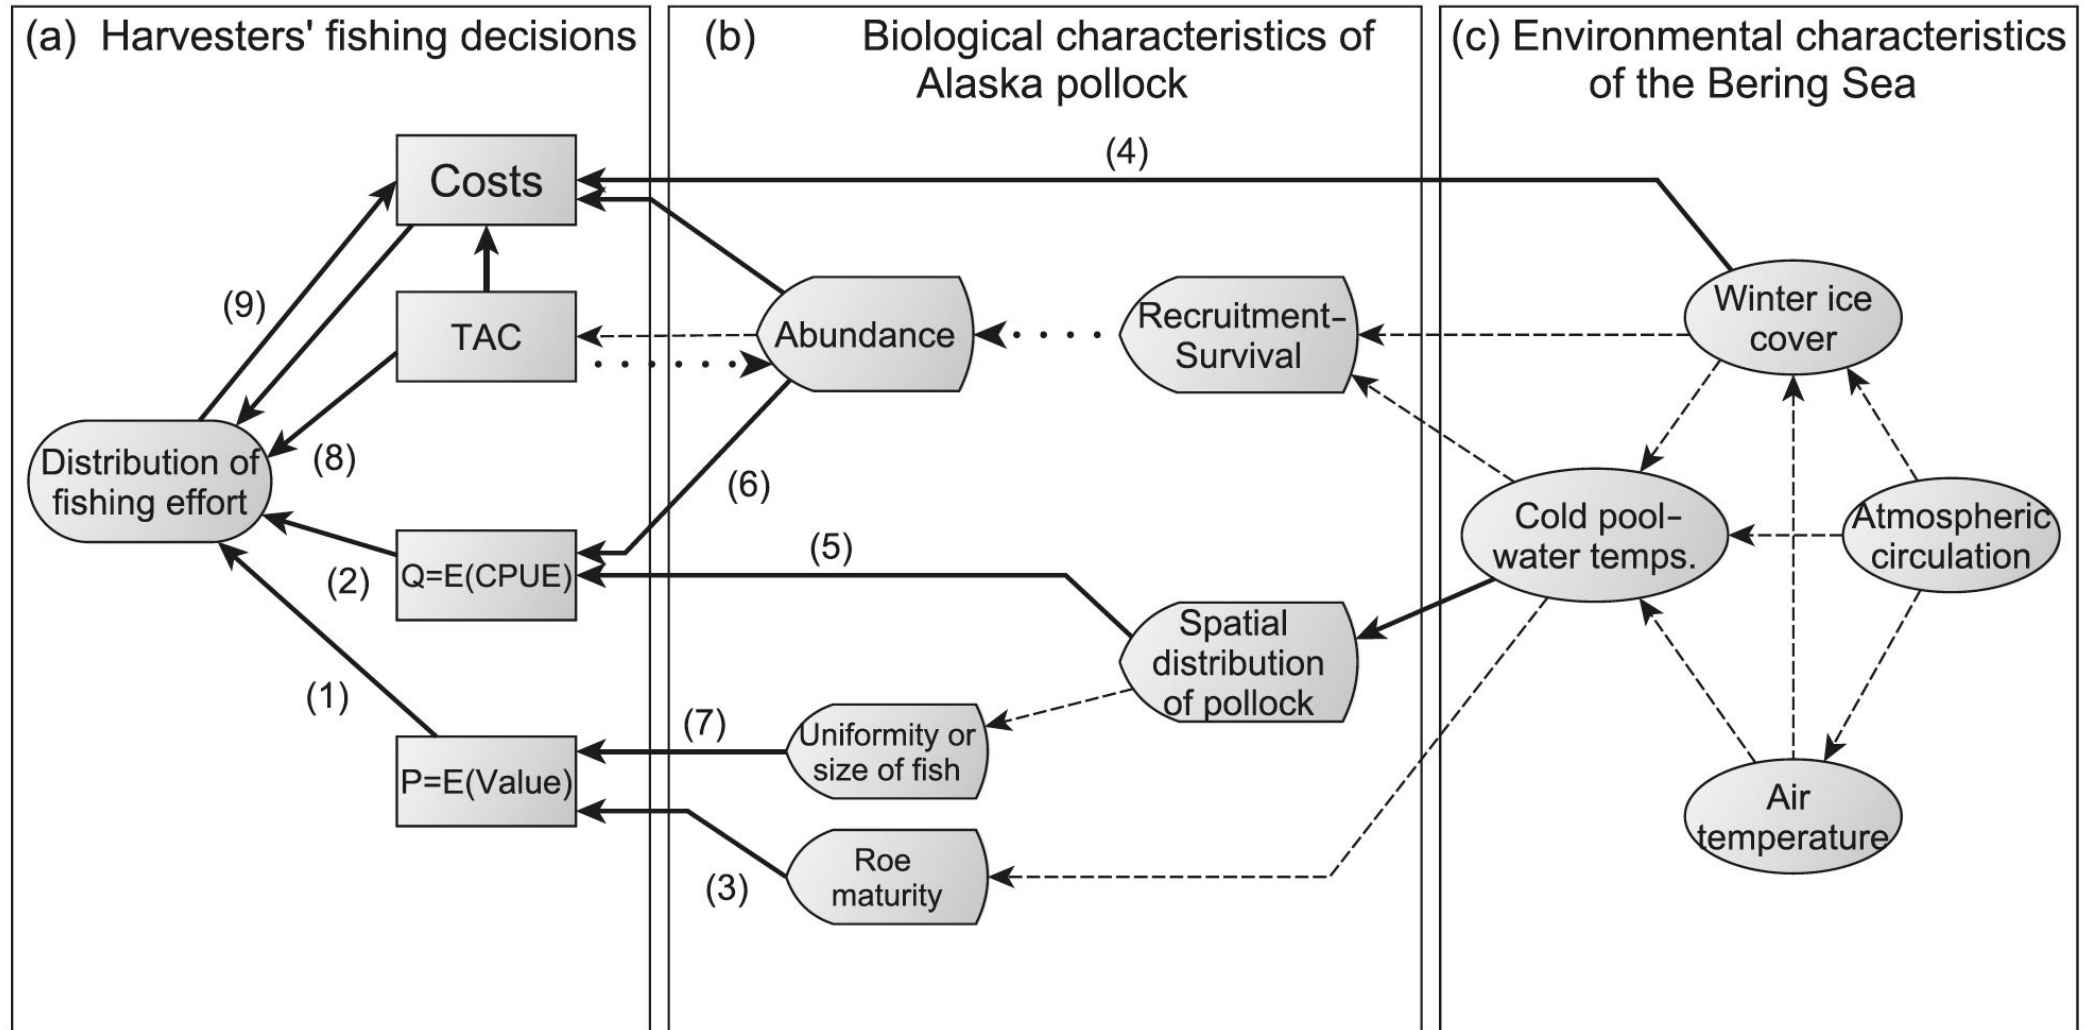 (a) Harvesters' fishing decisions
(b) Biological characteristics of
Alaska pollock
(c) Environmental characteristics
of the Bering Sea
Costs
(4)
(9)
TAC
Abundance
Recruitment–
Survival
Winter ice
cover
Distribution of
fishing effort
(8)
(6)
Q=E(CPUE)
(2)
(5)
Cold pool–
water temps.
Atmospheric
circulation
Spatial
distribution
of pollock
(1)
(7)
Uniformity or
size of fish
P=E(Value)
Air
temperature
(3)
Roe
maturity